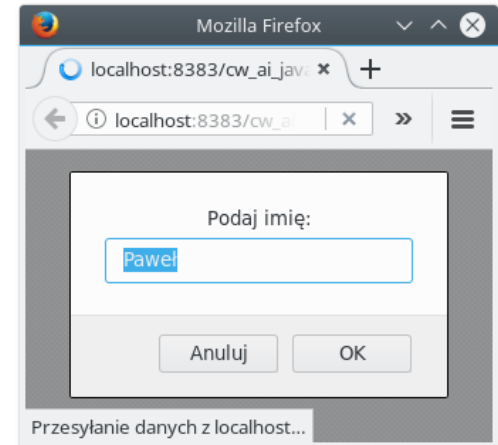 Mozilla Firefox
localhost:8383/cw_ai_java
localhost:8383/cw_a
Podaj imię:
Paweł
Anuluj OK
Przesyłanie danych z localhost...